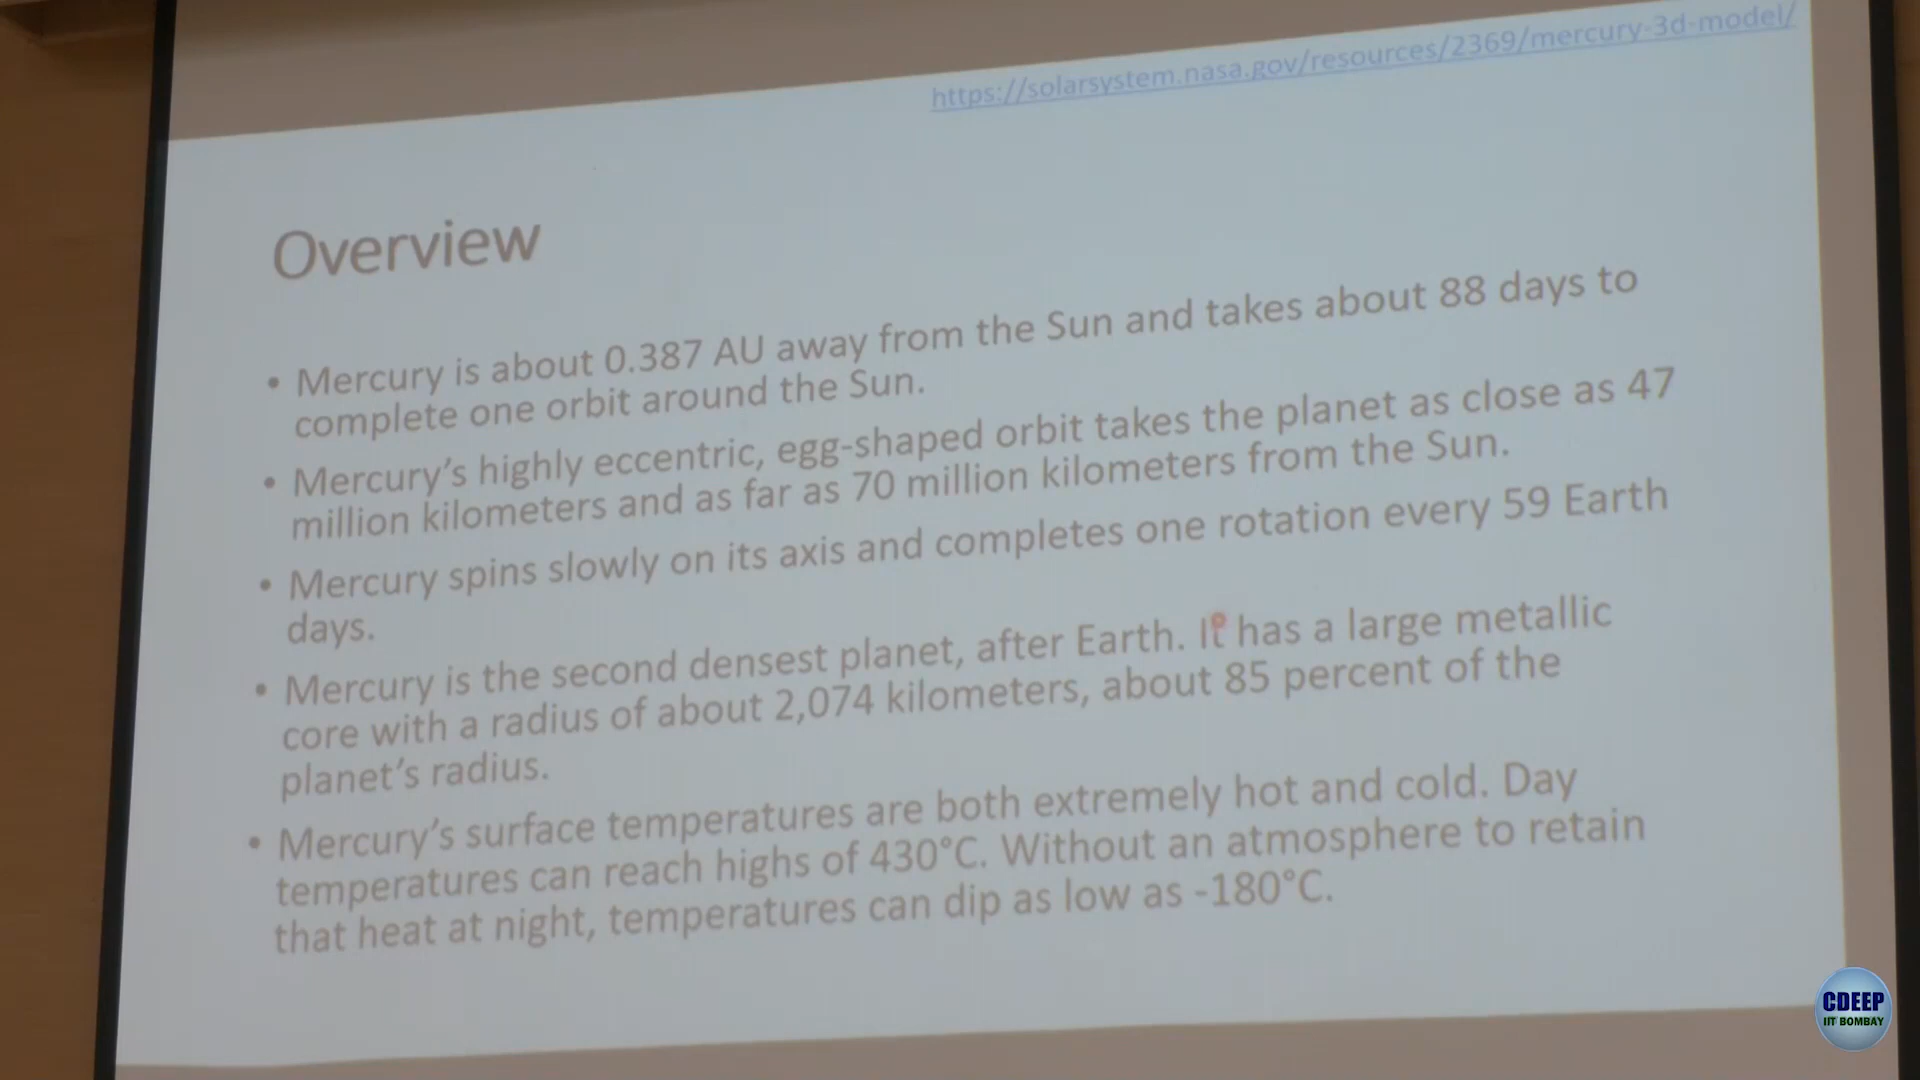 https://solarsystem.nasa.gov/resources/2369/mercury-3d-model/
Overview
• Mercury is about 0.387 AU away from the Sun and takes about 88 days to
complete one orbit around the Sun.
• Mercury’s highly eccentric, egg-shaped orbit takes the planet as close as 47
million kilometers and as far as 70 million kilometers from the Sun.
• Mercury spins slowly on its axis and completes one rotation every 59 Earth
days.
• Mercury is the second densest planet, after Earth. It has a large metallic
core with a radius of about 2,074 kilometers, about 85 percent of the
planet’s radius.
• Mercury’s surface temperatures are both extremely hot and cold. Day
temperatures can reach highs of 430°C. Without an atmosphere to retain
that heat at night, temperatures can dip as low as -180°C.
CDEEP
IIT BOMBAY